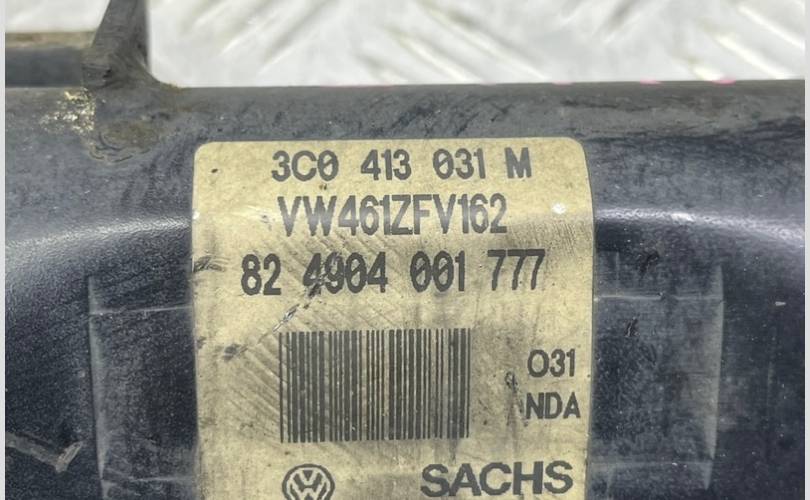 3C0 413 031 M
VW461ZFV162
82 4904 001 777
031
NDA
SACHS